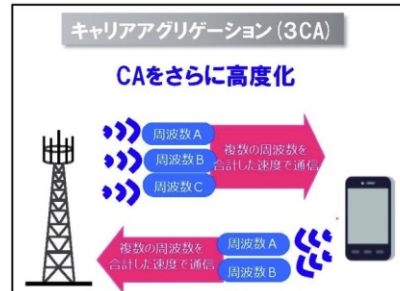 キャリアアグリゲーション(3CA)
CAをさらに高度化
周波数A
周波数B
周波数C
複数の周波数を
合計した速度で通信
複数の周波数を
合計した速度で通信
周波数A
周波数B